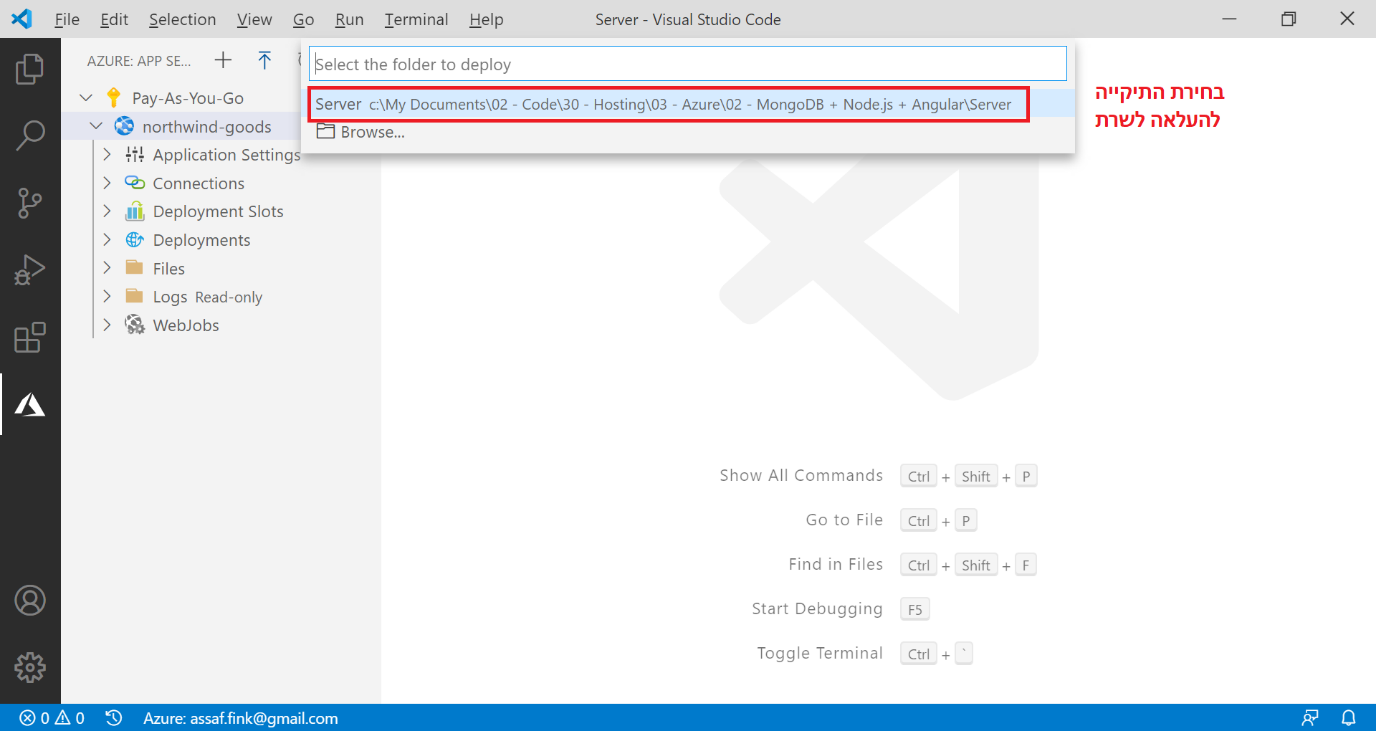 File Edit Selection View Go Run Terminal Help Server - Visual Studio Code
AZURE: APP SE...
Select the folder to deploy
Server c:\My Documents\02 - Code\30 - Hosting\03 - Azure\02 - MongoDB + Node.js + Angular\Server
Browse...
בחירת התיקייה
להעלאה לשרת
Pay-As-You-Go
northwind-goods
Application Settings
Connections
Deployment Slots
Deployments
Files
Logs Read-only
WebJobs
Show All Commands Ctrl + Shift + P
Go to File Ctrl + P
Find in Files Ctrl + Shift + F
Start Debugging F5
Toggle Terminal Ctrl + `
0 0 Azure: assaf.fink@gmail.com